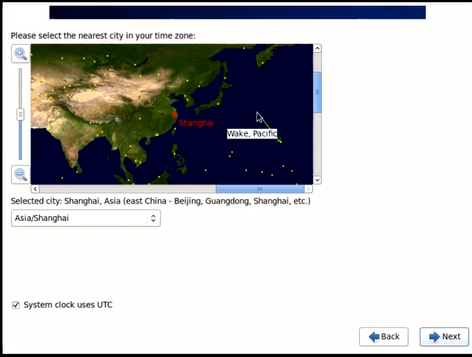 Please select the nearest city in your time zone:
Shanghai
Wake, Pacific
Selected city: Shanghai, Asia (east China - Beijing, Guangdong, Shanghai, etc.)
Asia/Shanghai
System clock uses UTC
Back
Next